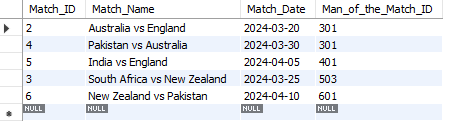 Match_ID Match_Name Match_Date Man_of_the_Match_ID
2 Australia vs England 2024-03-20 301
4 Pakistan vs Australia 2024-03-30 301
5 India vs England 2024-04-05 401
3 South Africa vs New Zealand 2024-03-25 503
6 New Zealand vs Pakistan 2024-04-10 601
NULL NULL NULL NULL